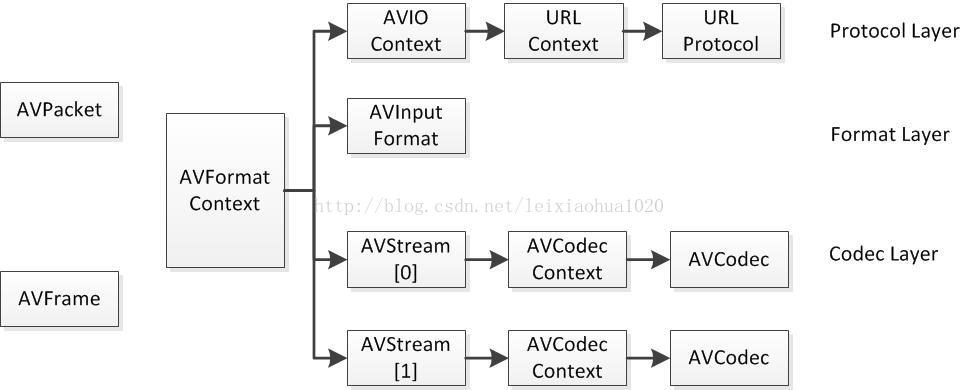 AVIO
Context
URL
Context
URL
Protocol
Protocol Layer
AVPacket
AVInput
Format
Format Layer
AVFormat
Context
http://blog.csdn.net/leixiaohua1020
AVStream
[0]
AVCodec
Context
AVCodec
Codec Layer
AVFrame
AVStream
[1]
AVCodec
Context
AVCodec